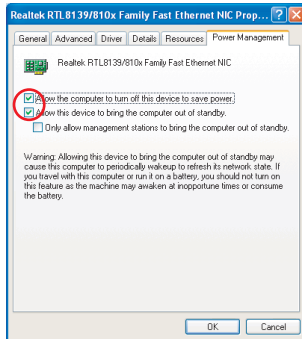 Realtek RTL8139/810x Family Fast Ethernet NIC Prop...
General Advanced Driver Details Resources Power Management
Realtek RTL8139/810x Family Fast Ethernet NIC
Allow the computer to turn off this device to save power.
Allow this device to bring the computer out of standby.
Only allow management stations to bring the computer out of standby.
Warning: Allowing this device to bring the computer out of standby may
cause this computer to periodically wakeup to refresh its network state. If
you travel with this computer or run it on a battery, you should not turn on
this feature as the machine may awaken at inopportune times or consume
the battery.
OK Cancel